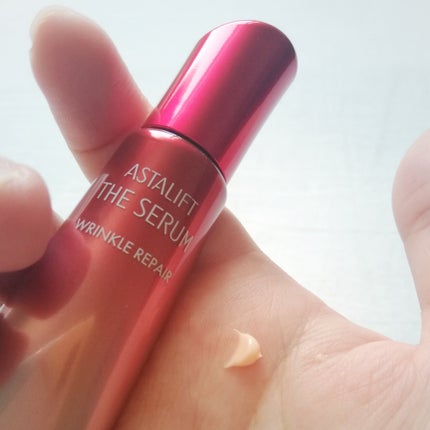 ASTALIFT
THE SERUM
WRINKLE REPAIR